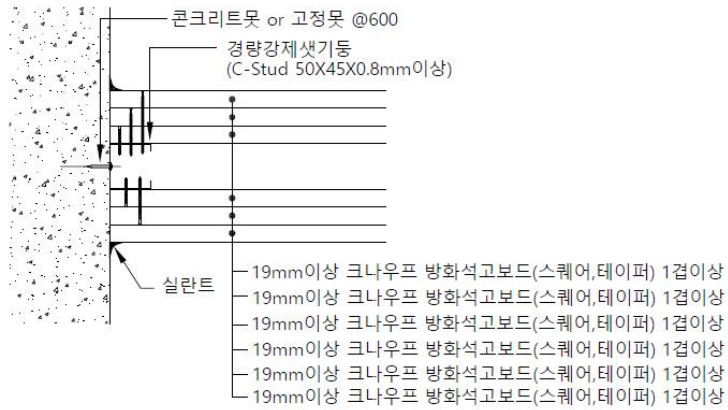 콘크리트못 or 고정못 @600
경량강제샛기둥
(C-Stud 50X45X0.8mm이상)
19mm이상 크나우프 방화석고보드(스퀘어,테이퍼) 1겹이상
실란트
19mm이상 크나우프 방화석고보드(스퀘어,테이퍼) 1겹이상
19mm이상 크나우프 방화석고보드(스퀘어,테이퍼) 1겹이상
19mm이상 크나우프 방화석고보드(스퀘어,테이퍼) 1겹이상
19mm이상 크나우프 방화석고보드(스퀘어,테이퍼) 1겹이상
19mm이상 크나우프 방화석고보드(스퀘어,테이퍼) 1겹이상